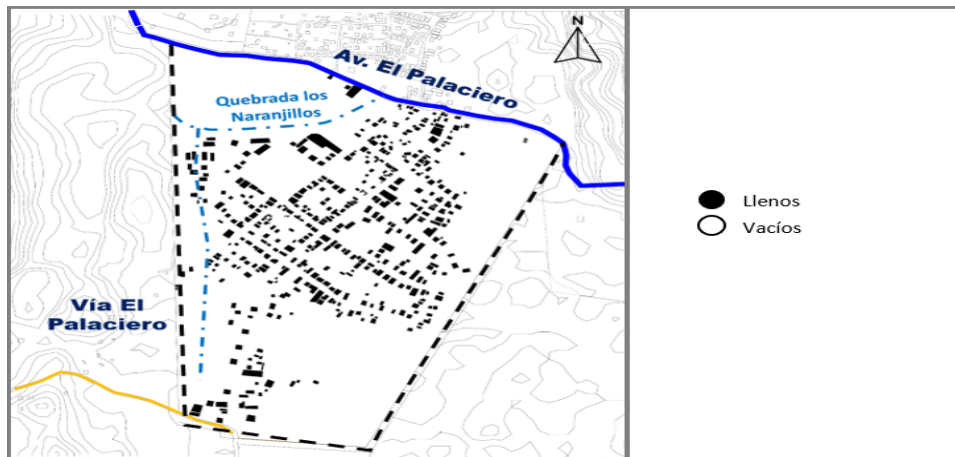 N
Av. El Palaciero
Quebrada los
Naranjillos
Vía El
Palaciero
Llenos
Vacíos